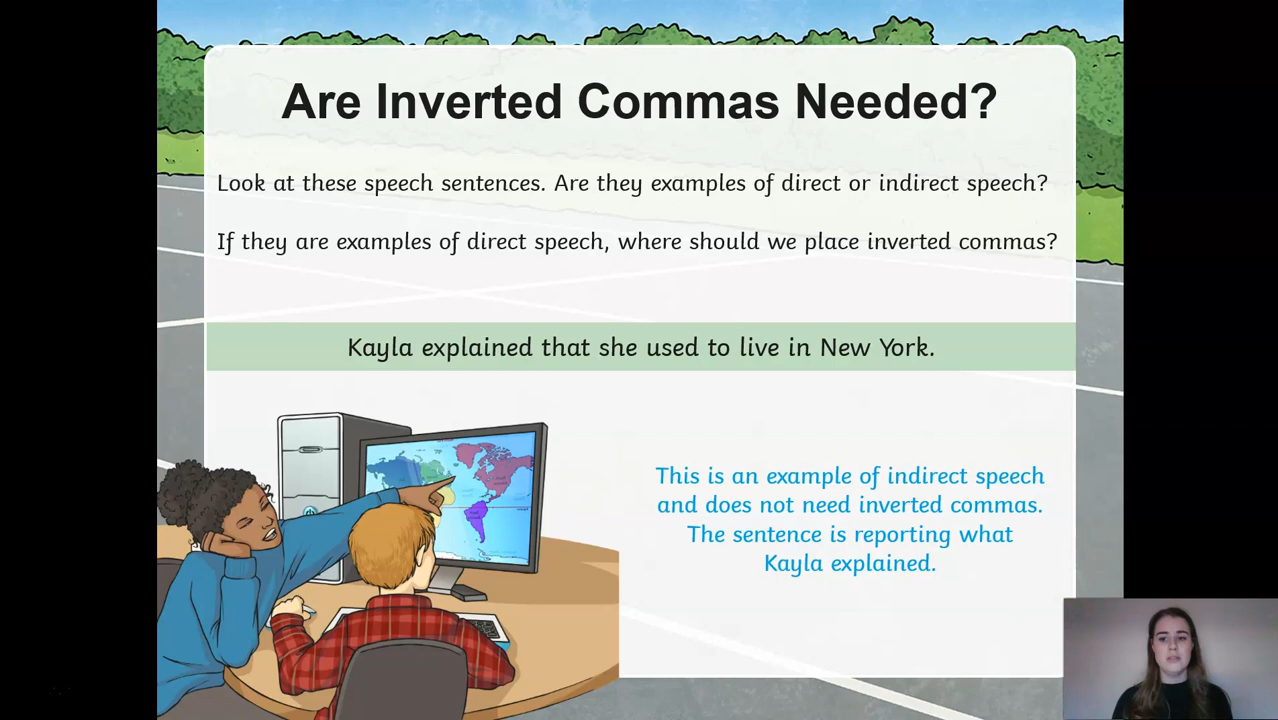 Are Inverted Commas Needed?
Look at these speech sentences. Are they examples of direct or indirect speech?
If they are examples of direct speech, where should we place inverted commas?
Kayla explained that she used to live in New York.
This is an example of indirect speech
and does not need inverted commas.
The sentence is reporting what
Kayla explained.